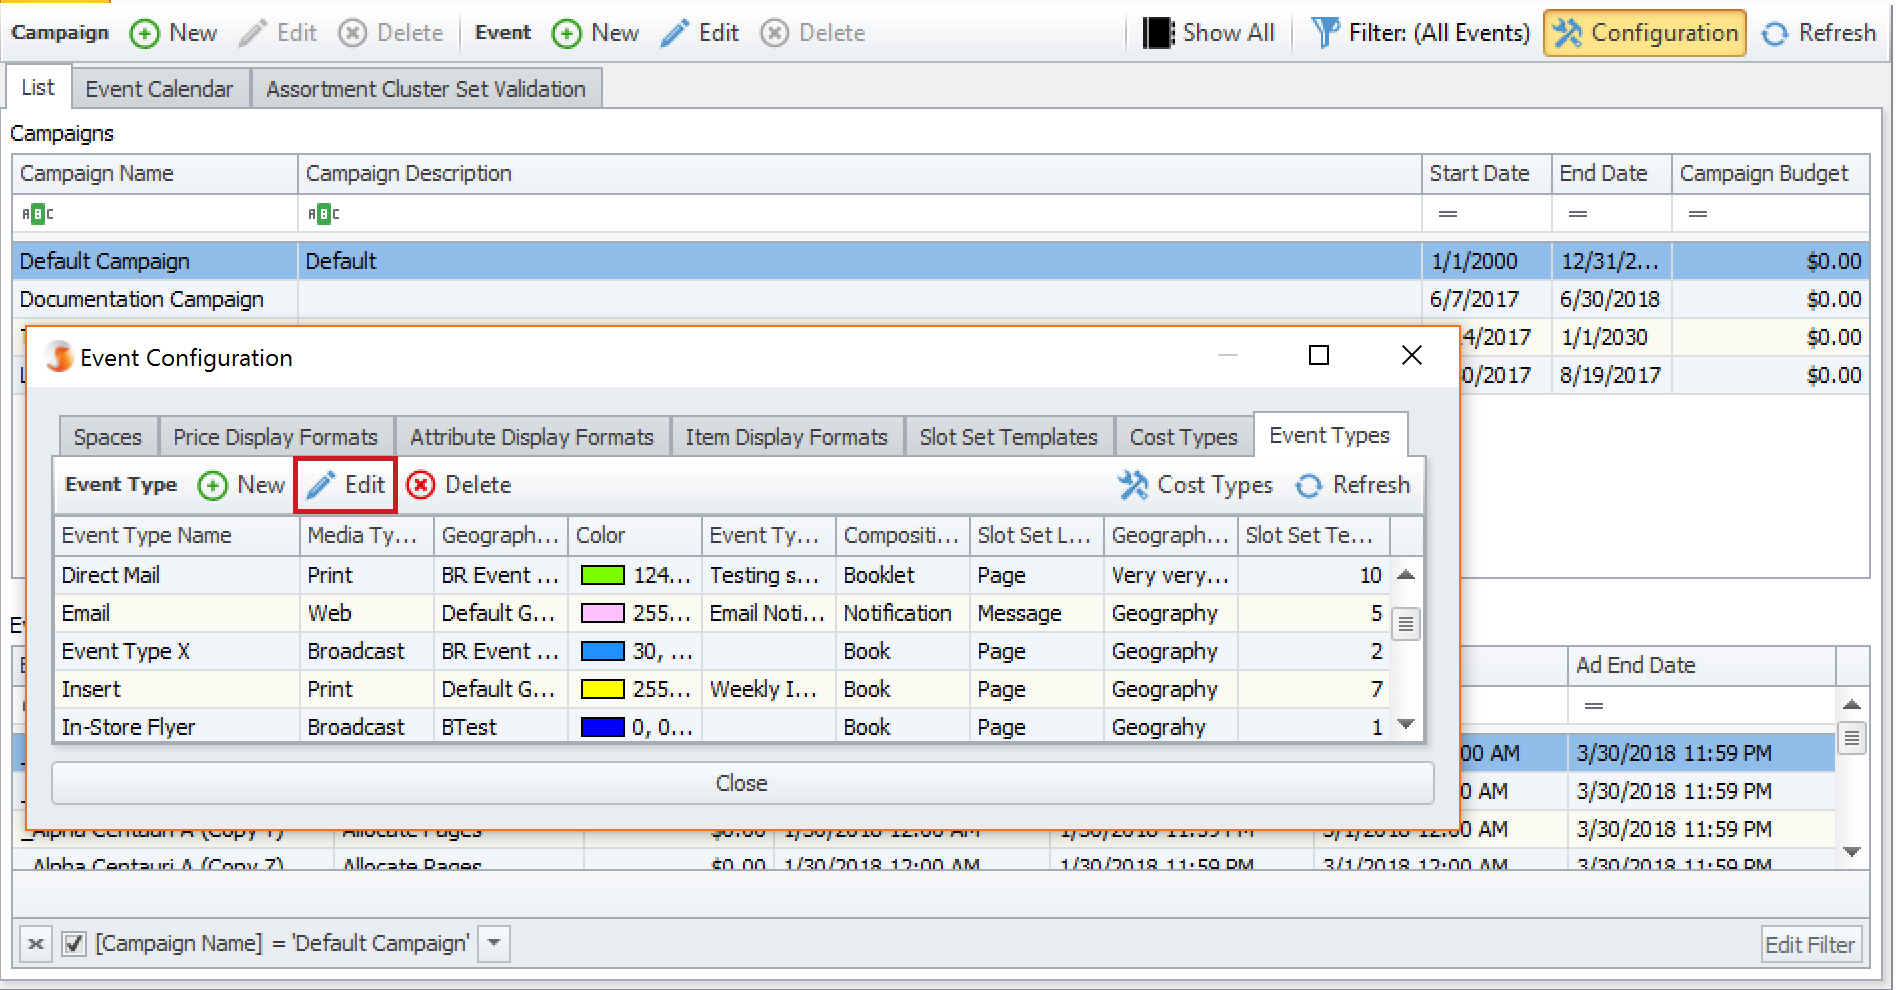 Campaign New Edit Delete Event New Edit Delete Show All Filter: (All Events) Configuration Refresh
List Event Calendar Assortment Cluster Set Validation
Campaigns
Campaign Name Campaign Description Start Date End Date Campaign Budget
ABC ABC = = =
Default Campaign Default 1/1/2000 12/31/2... $0.00
Documentation Campaign 6/7/2017 6/30/2018 $0.00
4/2017 1/1/2030 $0.00
0/2017 8/19/2017 $0.00
Event Configuration
Spaces Price Display Formats Attribute Display Formats Item Display Formats Slot Set Templates Cost Types Event Types
Event Type New Edit Delete Cost Types Refresh
Event Type Name Media Ty... Geograph... Color Event Ty... Compositi... Slot Set L... Geograph... Slot Set Te...
Direct Mail Print BR Event ... 124... Testing s... Booklet Page Very very... 10
Email Web Default G... 255... Email Noti... Notification Message Geography 5
Event Type X Broadcast BR Event ... 30, ... Book Page Geography 2
Insert Print Default G... 255... Weekly I... Book Page Geography 7
In-Store Flyer Broadcast BTest 0, 0... Book Page Geograhy 1
Close
Ad End Date
=
00 AM 3/30/2018 11:59 PM
0 AM 3/30/2018 11:59 PM
_Alpha Centauri A (Copy 7) Allocate Pages $0.00 1/30/2018 12:00 AM 1/30/2018 11:59 PM 3/1/2018 12:00 AM 3/30/2018 11:59 PM
Alpha Centauri A (Copy 7) Allocate Pages $0.00 1/30/2018 12:00 AM 1/30/2018 11:59 PM 3/1/2018 12:00 AM 3/30/2018 11:59 PM
[Campaign Name] = 'Default Campaign' Edit Filter